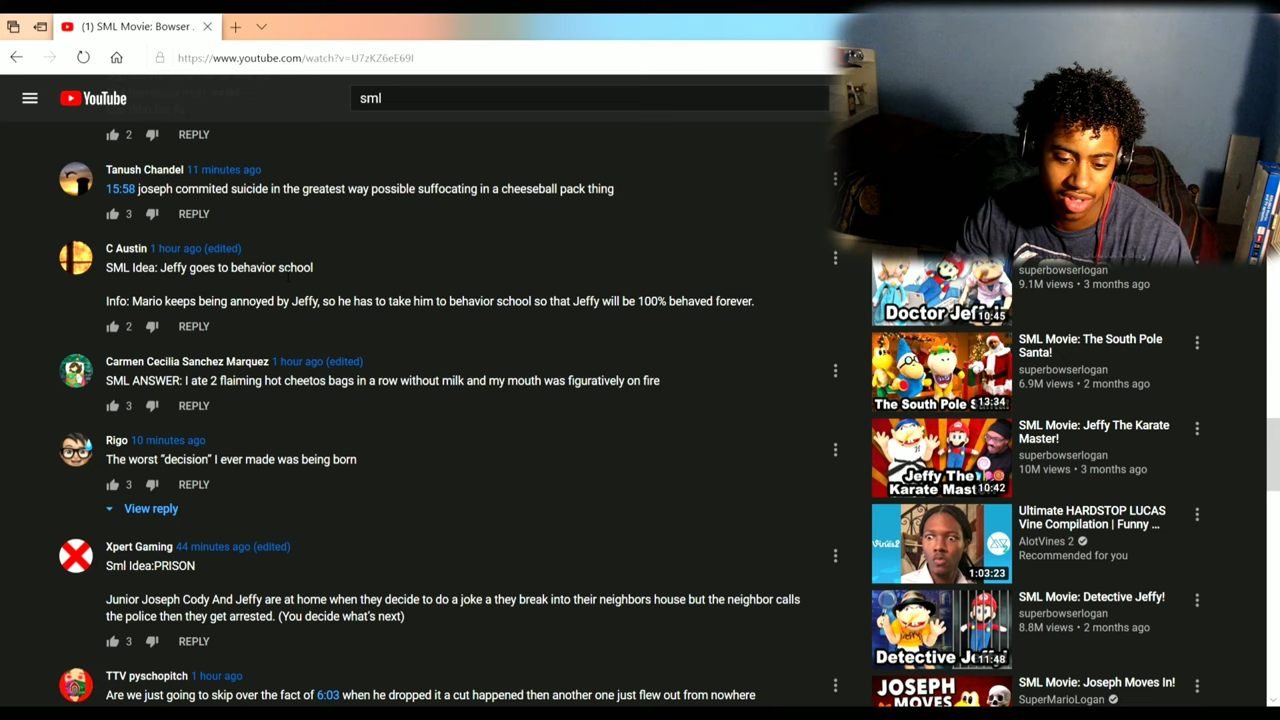 (1) SML Movie: Bowser
https://www.youtube.com/watch?v=U7zKZ6eE69I
YouTube
sml
2 REPLY
Tanush Chandel 11 minutes ago
15:58 joseph commited suicide in the greatest way possible suffocating in a cheeseball pack thing
3 REPLY
C Austin 1 hour ago (edited)
SML Idea: Jeffy goes to behavior school
Info: Mario keeps being annoyed by Jeffy, so he has to take him to behavior school so that Jeffy will be 100% behaved forever.
2 REPLY
Carmen Cecilia Sanchez Marquez 1 hour ago (edited)
SML ANSWER: I ate 2 flaiming hot cheetos bags in a row without milk and my mouth was figuratively on fire
3 REPLY
Rigo 10 minutes ago
The worst “decision” I ever made was being born
3 REPLY
View reply
Xpert Gaming 44 minutes ago (edited)
Sml Idea:PRISON
Junior Joseph Cody And Jeffy are at home when they decide to do a joke a they break into their neighbors house but the neighbor calls
the police then they get arrested. (You decide what's next)
3 REPLY
TTV pyschopitch 1 hour ago
Are we just going to skip over the fact of 6:03 when he dropped it a cut happened then another one just flew out from nowhere
superbowserlogan
9.1M views • 3 months ago
Doctor Jeffy
10:45
SML Movie: The South Pole
Santa!
superbowserlogan
6.9M views • 2 months ago
The South Pole S
13:34
SML Movie: Jeffy The Karate
Master!
superbowserlogan
10M views • 3 months ago
Jeffy The
Karate Mast
10:42
Ultimate HARDSTOP LUCAS
Vine Compilation | Funny ...
AlotVines 2
Recommended for you
Vines2
1:03:23
SML Movie: Detective Jeffy!
superbowserlogan
8.8M views • 2 months ago
Detective Je
11:48
SML Movie: Joseph Moves In!
SuperMarioLogan
JOSEPH
MOVES